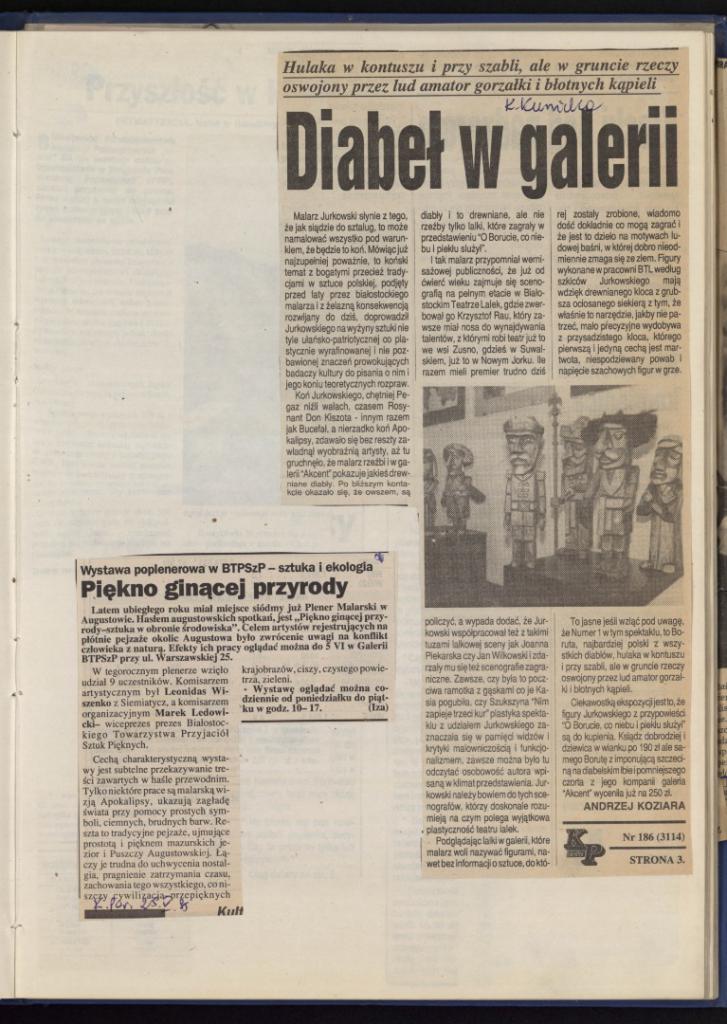 Hulaka w kontuszu i przy szabli, ale w gruncie rzeczy
oswojony przez lud amator gorzałki i błotnych kąpieli
Diabeł w galerii
Malarz Jurkowski słynie z tego,
że jak siądzie do sztalug, to może
namalować wszystko pod warun-
kiem, że będzie to koń. Mówiąc już
najzupełniej poważnie, to koński
temat z bogatymi przecież trady-
cjami w sztuce polskiej, podjęty
przed laty przez białostockiego
malarza i z żelazną konsekwencją
rozwijany do dziś, doprowadził
Jurkowskiego na wyżyny sztuki nie
tyle ułańsko-patriotycznej co pla-
stycznie wyrafinowanej i nie poz-
bawionej znaczeń prowokujących
badaczy kultury do pisania o nim i
jego koniu teoretycznych rozpraw.
Koń Jurkowskiego, chętniej Pe-
gaz niźli wałach, czasem Rosy-
nant Don Kiszota - innym razem
jak Bucefał, a nierzadko koń Apo-
kalipsy, zdawało się bez reszty za-
władnął wyobraźnią artysty, aż tu
gruchnęło, że malarz rzeźbi i w ga-
lerii "Akcent" pokazuje jakieś drew-
niane diabły. Po bliższym konta-
kcie okazało się, że owszem, są
diabły i to drewniane, ale nie
rzeźby tylko lalki, które zagrały w
przedstawieniu "O Borucie, co nie-
bu i piekłu służył".
I tak malarz przypomniał werni-
sażowej publiczności, że już od
ćwierć wieku zajmuje się sceno-
grafią na pełnym etacie w Biało-
stockim Teatrze Lalek, gdzie zwer-
bował go Krzysztof Rau, który za-
wsze miał nosa do wynajdywania
talentów, z którymi robi teatr już to
we wsi Zusno, gdzieś w Suwal-
skiem, już to w Nowym Jorku. Ile
razem mieli premier trudno dziś
rej zostały zrobione, wiadomo
dość dokładnie co mogą zagrać i
że jest to dzieło na motywach lu-
dowej baśni, w której dobro nieod-
miennie zmaga się ze złem. Figury
wykonane w pracowni BTL według
szkiców Jurkowskiego mają
wdzięk drewnianego kloca z grub-
sza ociosanego siekierą z tym, że
właśnie to narzędzie, jakby nie pa-
trzeć, mało precyzyjne wydobywa
z przysadzistego kloca, którego
pierwszą i jedyną cechą jest mar-
twota, niespodziewany powab i
napięcie szachowych figur w grze.
policzyć, a wypada dodać, że Jur-
kowski współpracował też z takimi
tuzami lalkowej sceny jak Joanna
Piekarska czy Jan Wilkowski i zda-
rzały mu się też scenografie zagra-
niczne. Zawsze, czy była to poczci-
wa ramotka z gąskami co je Ka-
sia pogubiła, czy Szukszyna "Nim
zapieje trzeci kur" plastyka spekta-
klu z udziałem Jurkowskiego za-
znaczała się w pamięci widzów i
krytyki malowniczością i funkcjo-
nalizmem, zawsze można było tu
odczytać osobowość autora wpi-
saną w klimat przedstawienia. Jur-
kowski należy bowiem do tych sce-
nografów, którzy doskonale rozu-
mieją na czym polega wyjątkowa
plastyczność teatru lalek.
Podglądając lalki w galerii, które
malarz woli nazywać figurami, na-
wet bez informacji o sztuce, do któ-
To jasne jeśli wziąć pod uwagę,
że Numer 1 w tym spektaklu, to Bo-
ruta, najbardziej polski z wszy-
stkich diabłów, hulaka w kontuszu
i przy szabli, ale w gruncie rzeczy
oswojony przez lud amator gorzał-
ki i błotnych kąpieli.
Ciekawostką ekspozycji jest to, że
figury Jurkowskiego z przypowieści
"O Borucie, co niebu i piekłu służył"
są do kupienia. Ksiądz dobrodziej i
dziewica w wianku po 190 zł ale sa-
mego Borutę z imponującą szczeci-
ną na diabelskim łbie i pomniejszego
czorta z jego kompanii galeria
"Akcent" wyceniła już na 250 zł.
ANDRZEJ KOZIARA
KP
Nr 186 (3114)
STRONA 3.
Wystawa poplenerowa w BTPSzP – sztuka i ekologia
Piękno ginącej przyrody
Latem ubiegłego roku miał miejsce siódmy już Plener Malarski w
Augustowie. Hasłem augustowskich spotkań, jest „Piękno ginącej przy-
rody–sztuka w obronie środowiska". Celem artystów rejestrujących na
płótnie pejzaże okolic Augustowa było zwrócenie uwagi na konflikt
człowieka z naturą. Efekty ich pracy oglądać można do 5 VI w Galerii
BTPSzP przy ul. Warszawskiej 25.
W tegorocznym plenerze wzięło
udział 9 uczestników. Komisarzem
artystycznym był Leonidas Wi-
szenko z Siemiatycz, a komisarzem
organizacyjnym Marek Ledowi-
cki– wiceprezes prezes Białostoc-
kiego Towarzystwa Przyjaciół
Sztuk Pięknych.
Cechą charakterystyczną wysta-
wy jest subtelne przekazywanie tre-
ści zawartych w haśle przewodnim.
Tylko niektóre prace są malarską wi-
zją Apokalipsy, ukazują zagładę
świata przy pomocy prostych sym-
boli, ciemnych, brudnych barw. Re-
szta to tradycyjne pejzaże, ujmujące
prostotą i pięknem mazurskich je-
zior i Puszczy Augustowskiej. Łą-
czy je trudna do uchwycenia nostal-
gia, pragnienie zatrzymania czasu,
zachowania tego wszystkiego, co ni-
szczy cywilizacja–przepięknych
krajobrazów, ciszy, czystego powie-
trza, zieleni.
• Wystawę oglądać można co-
dziennie od poniedziałku do piąt-
ku w godz. 10– 17.
(Iza)
Kult